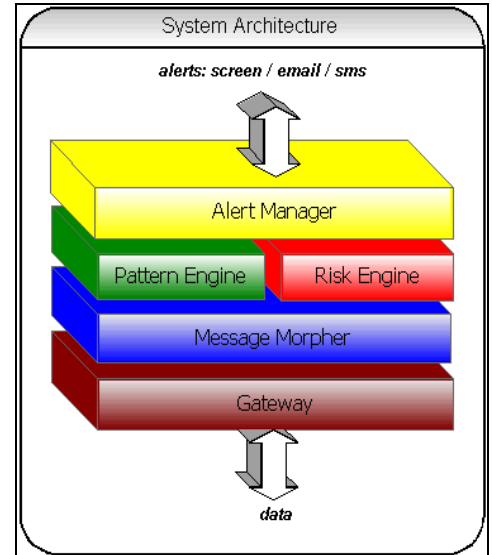 System Architecture
alerts: screen / email / sms
Alert Manager
Pattern Engine
Risk Engine
Message Morpher
Gateway
data